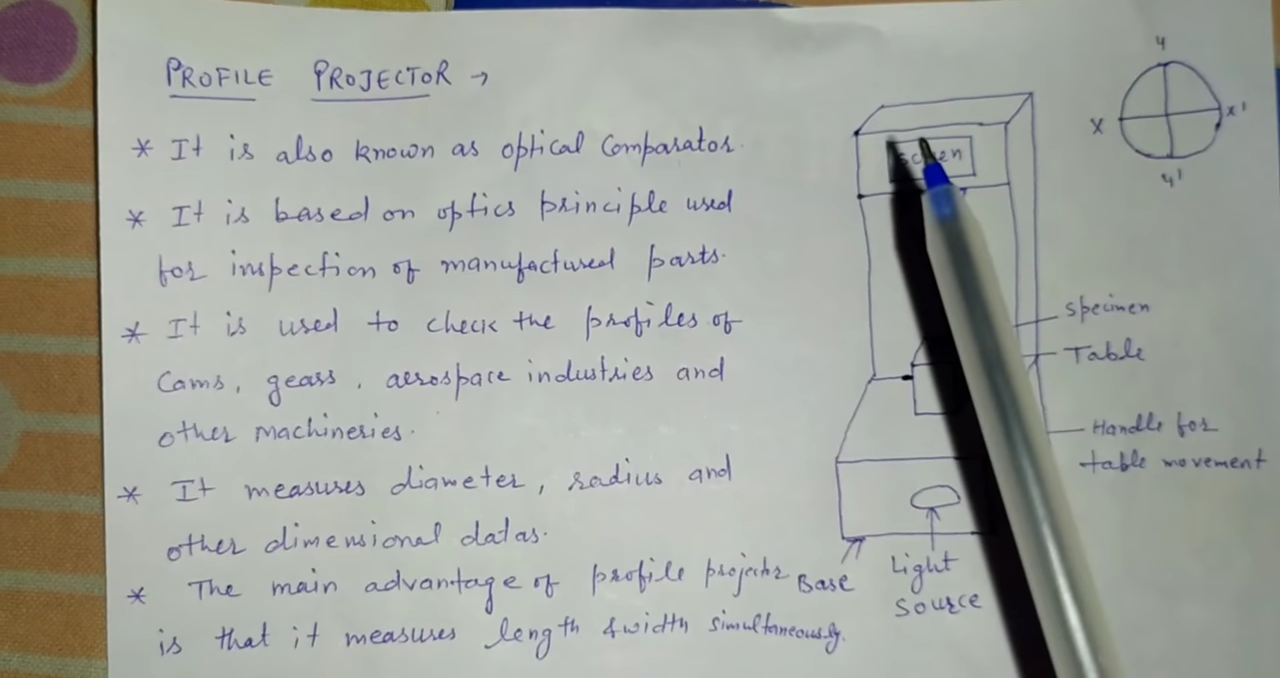 PROFILE PROJECTOR →
* It is also known as optical Comparator.
* It is based on optics principle used
for inspection of manufactured parts.
* It is used to check the profiles of
Cams, gears, aerospace industries and
other machineries.
* It measures diameter, radius and
other dimensional datas.
* The main advantage of profile projector
is that it measures length & width simultaneously.
y
X
X'
y'
Specimen
Table
Handle for
table movement
Base
Light
Source